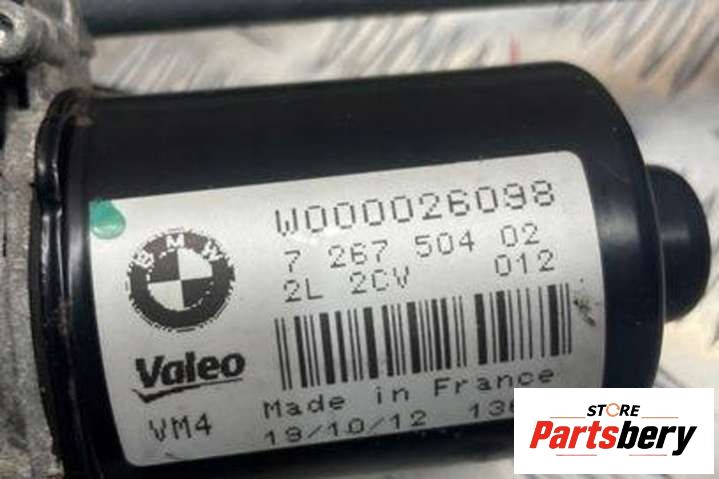 W000026098
7 267 504 02
2L 2CV 012
BMW
Valeo
Made in France
VM4
19/10/12
STORE
Partsbery